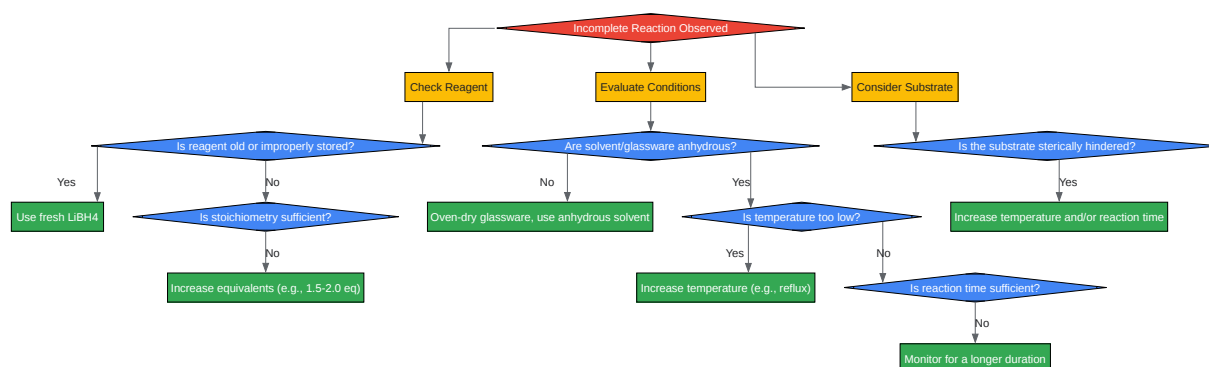 Incomplete Reaction Observed
Check Reagent
Evaluate Conditions
Consider Substrate
Is reagent old or improperly stored?
Are solvent/glassware anhydrous?
Is the substrate sterically hindered?
Yes
No
No
Yes
Yes
Use fresh LiBH4
Is stoichiometry sufficient?
Oven-dry glassware, use anhydrous solvent
Is temperature too low?
Increase temperature and/or reaction time
No
Yes
No
Increase equivalents (e.g., 1.5-2.0 eq)
Increase temperature (e.g., reflux)
Is reaction time sufficient?
No
Monitor for a longer duration